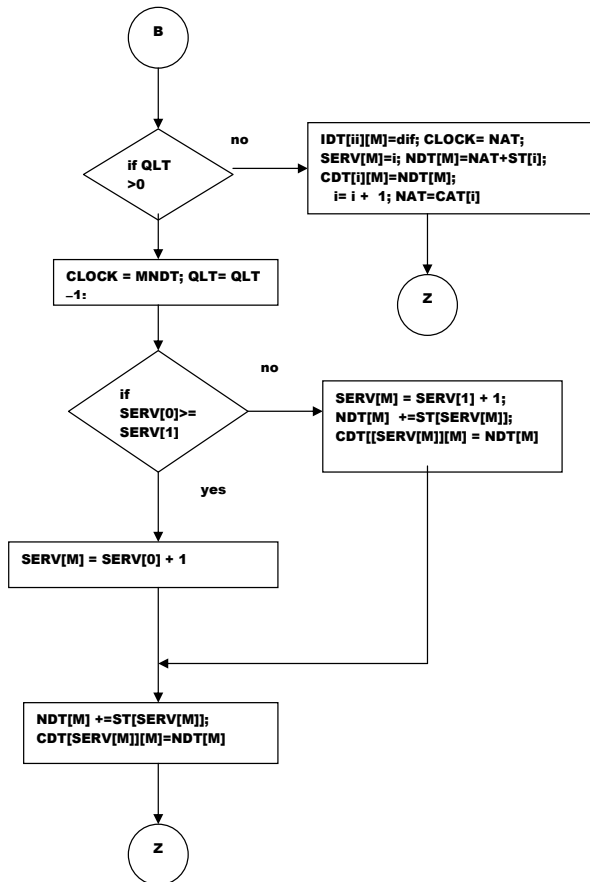 B
no
if QLT
>0
IDT[ii][M]=dif; CLOCK= NAT;
SERV[M]=i; NDT[M]=NAT+ST[i];
CDT[i][M]=NDT[M];
i= i + 1; NAT=CAT[i]
CLOCK = MNDT; QLT= QLT
–1;
Z
no
if
SERV[0]>=
SERV[1]
SERV[M] = SERV[1] + 1;
NDT[M] +=ST[SERV[M]];
CDT[[SERV[M]][M] = NDT[M]
yes
SERV[M] = SERV[0] + 1
NDT[M] +=ST[SERV[M]];
CDT[SERV[M]][M]=NDT[M]
Z